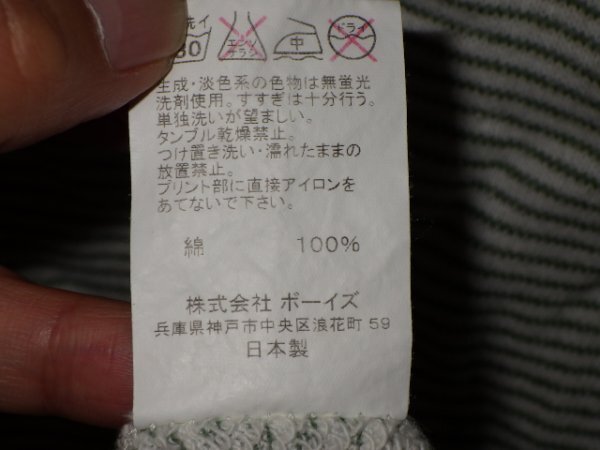 洗イ 30 エンソサラシ 中 ドライ
生成・淡色系の色物は無蛍光
洗剤使用。すすぎは十分行う。
単独洗いが望ましい。
タンブル乾燥禁止。
つけ置き洗い・濡れたままの
放置禁止。
プリント部に直接アイロンを
あてないで下さい。
綿 100%
株式会社 ボーイズ
兵庫県神戸市中央区浪花町 59
日本製